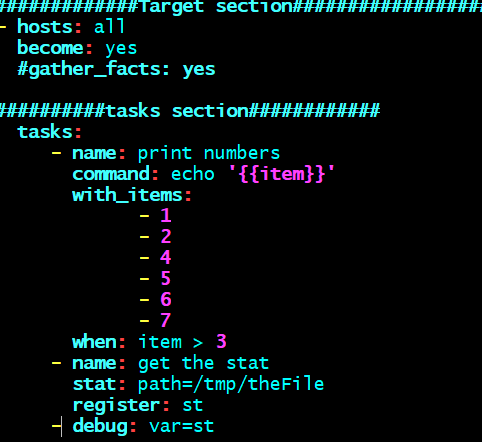 #############Target section####################
- hosts: all
  become: yes
  #gather_facts: yes
##########tasks section############
  tasks:
     - name: print numbers
       command: echo '{{item}}'
       with_items:
             - 1
             - 2
             - 4
             - 5
             - 6
             - 7
       when: item > 3
     - name: get the stat
       stat: path=/tmp/theFile
       register: st
     - debug: var=st